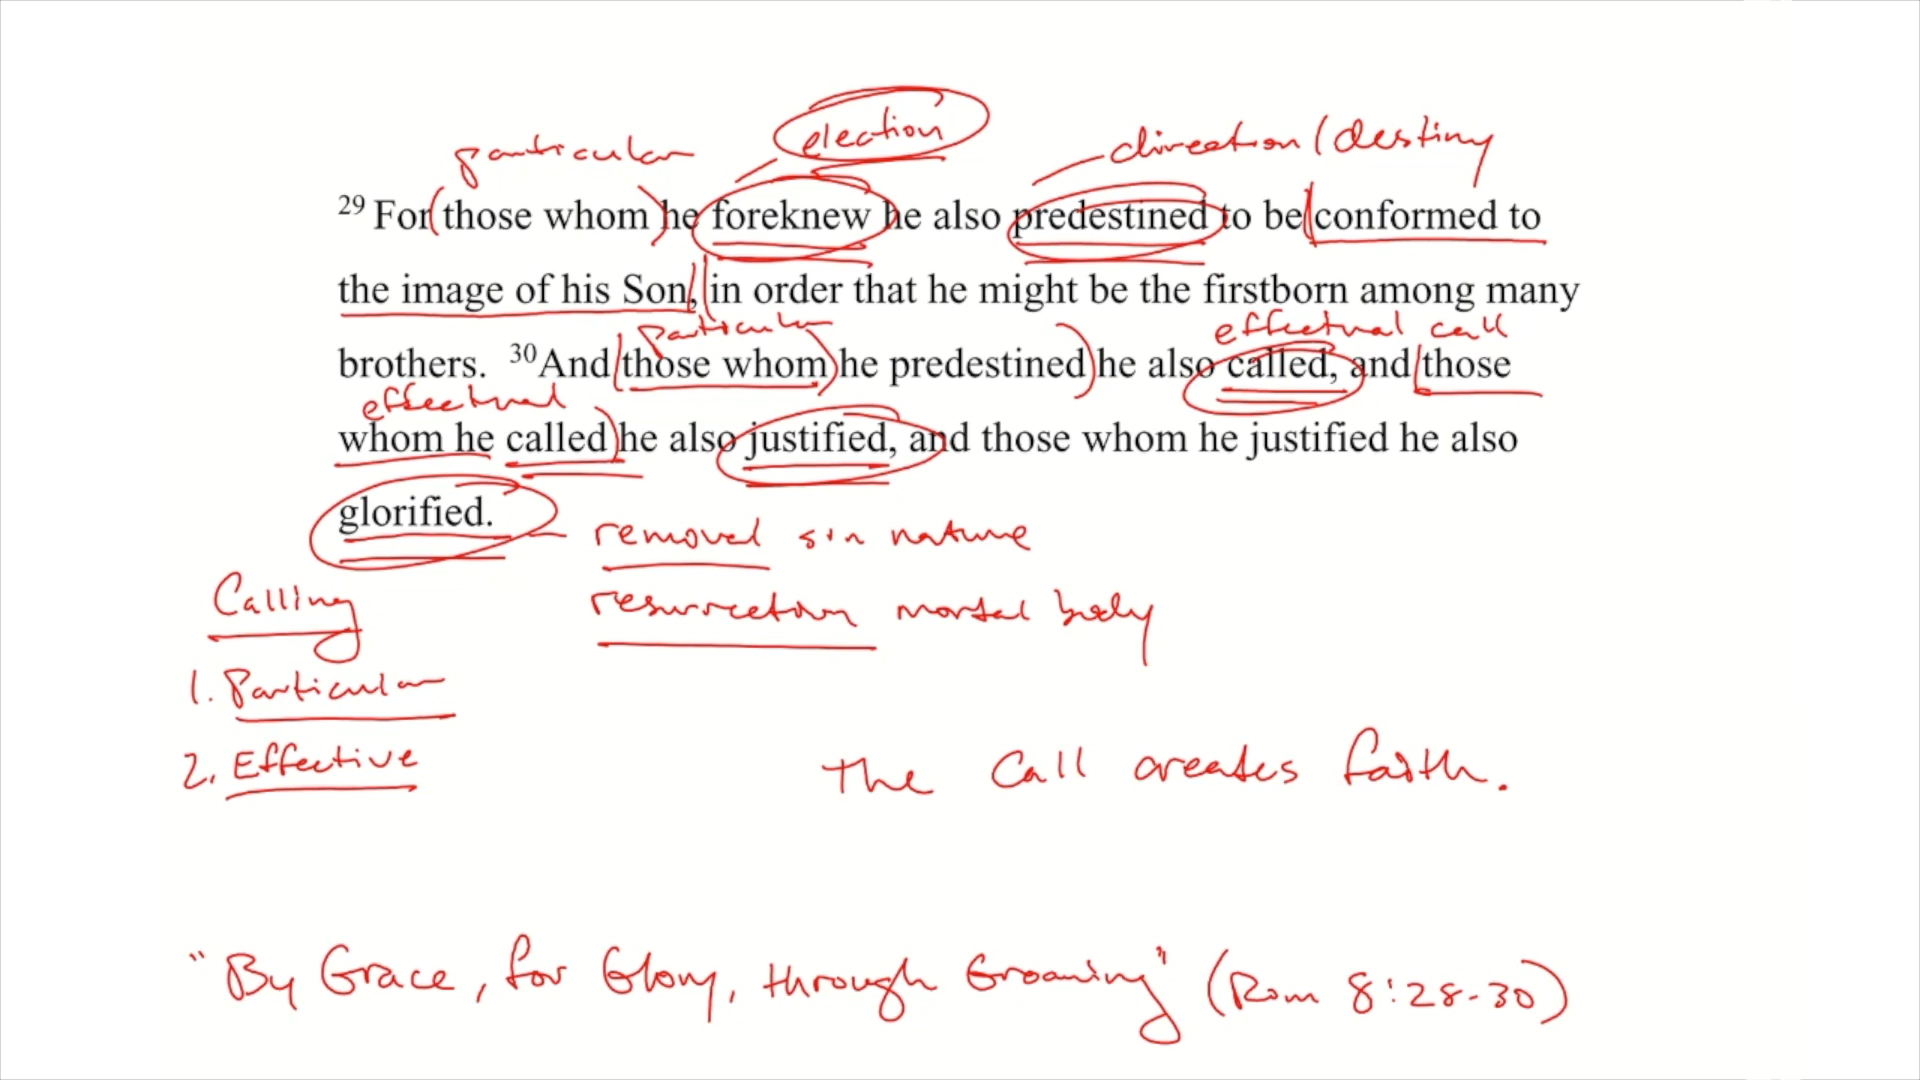 election
particular
direction/destiny
29 For those whom he foreknew he also predestined to be conformed to
the image of his Son, in order that he might be the firstborn among many
particular
effectual call
brothers. 30 And those whom he predestined he also called, and those
effectual
whom he called he also justified, and those whom he justified he also
glorified.
removal sin nature
Calling
resurrection mortal body
1. Particular
2. Effective
The Call creates faith.
"By Grace, for Glory, through Groaning" (Rom 8:28-30)